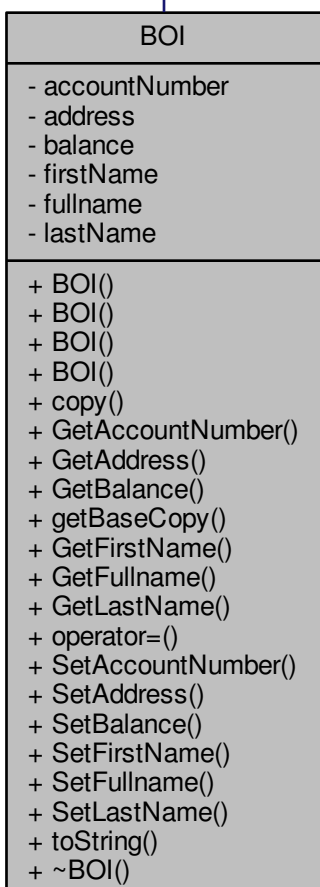 BOI
- accountNumber
- address
- balance
- firstName
- fullname
- lastName
+ BOI()
+ BOI()
+ BOI()
+ BOI()
+ copy()
+ GetAccountNumber()
+ GetAddress()
+ GetBalance()
+ getBaseCopy()
+ GetFirstName()
+ GetFullname()
+ GetLastName()
+ operator=()
+ SetAccountNumber()
+ SetAddress()
+ SetBalance()
+ SetFirstName()
+ SetFullname()
+ SetLastName()
+ toString()
+ ~BOI()